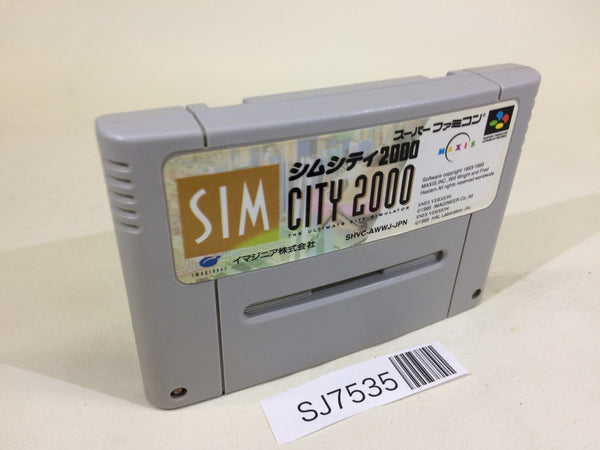 スーパーファミコン
シムシティ2000
SIM
CITY 2000
THE ULTIMATE CITY SIMULATOR
MAXIS
Software copyright 1993/1995
MAXIS,INC, Will Wright and Fred
Haslam.All rights reserved worldwide.
SNES VERSION
©1995 IMAGINEER Co.,ltd
SNES VERSION
©1995 HAL Laboratory, Inc.
SHVC-AWWJ-JPN
IMAGINEER
イマジニア株式会社
SJ7535